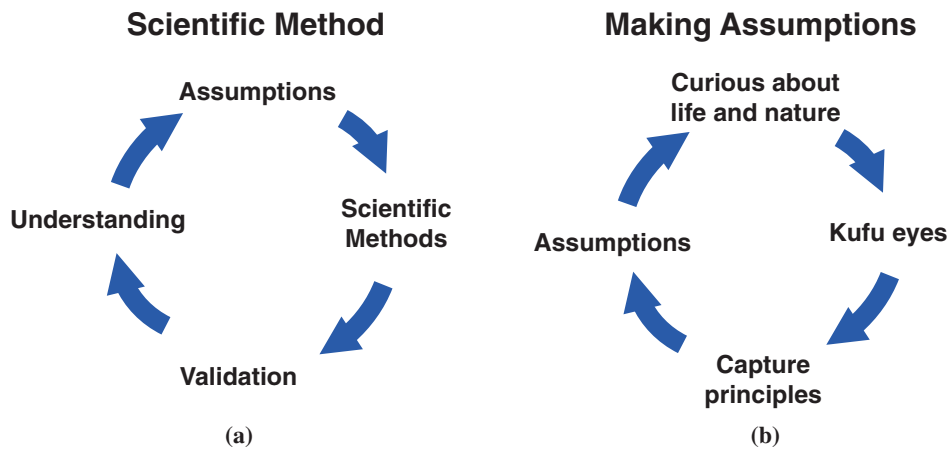 Scientific Method
Assumptions
Scientific
Methods
Validation
Understanding
(a)
Making Assumptions
Curious about
life and nature
Kufu eyes
Capture
principles
Assumptions
(b)